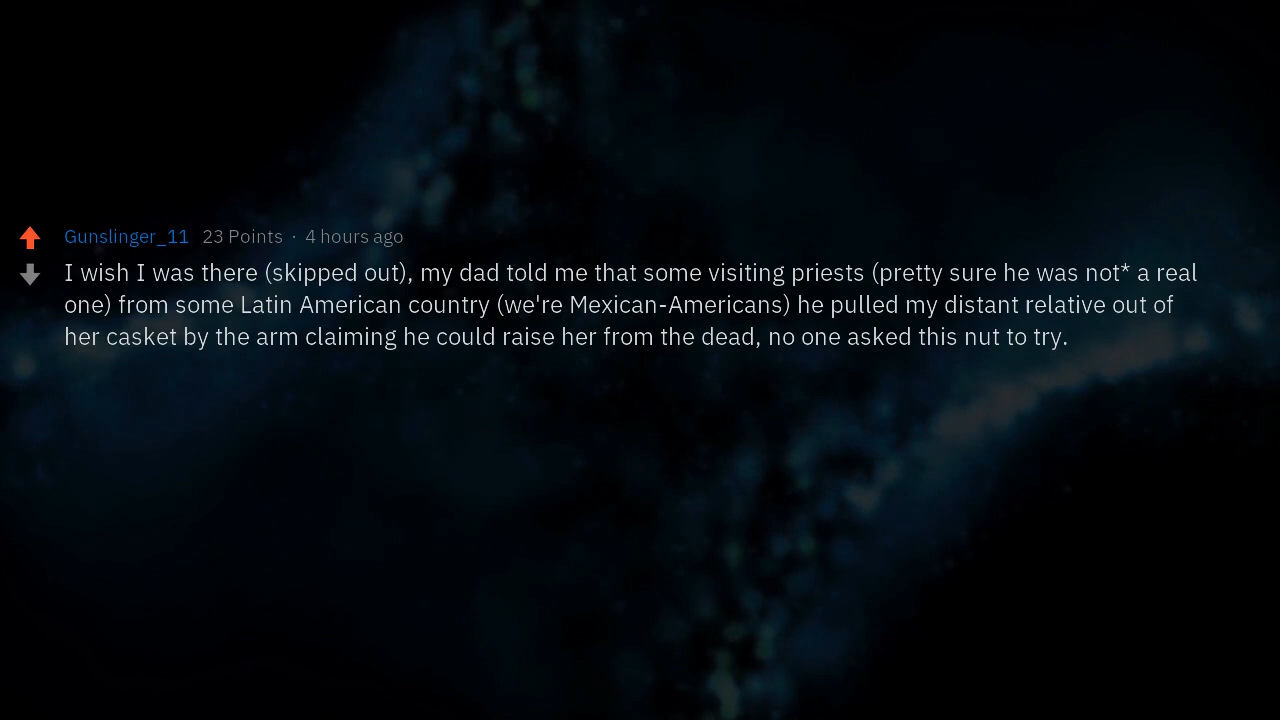 Gunslinger_11 23 Points · 4 hours ago
I wish I was there (skipped out), my dad told me that some visiting priests (pretty sure he was not* a real
one) from some Latin American country (we're Mexican-Americans) he pulled my distant relative out of
her casket by the arm claiming he could raise her from the dead, no one asked this nut to try.